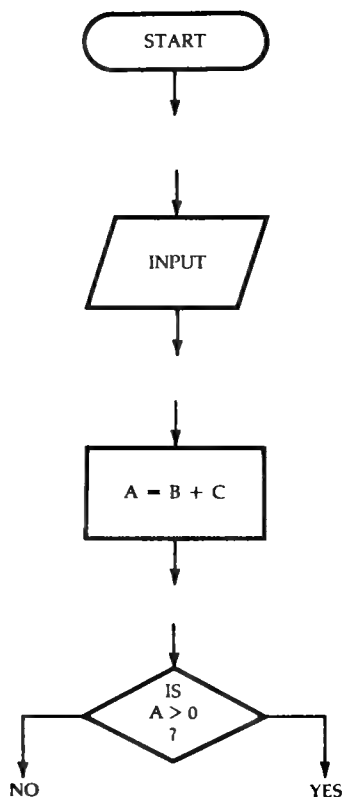 START
INPUT
A = B + C
IS
A > 0
?
NO
YES